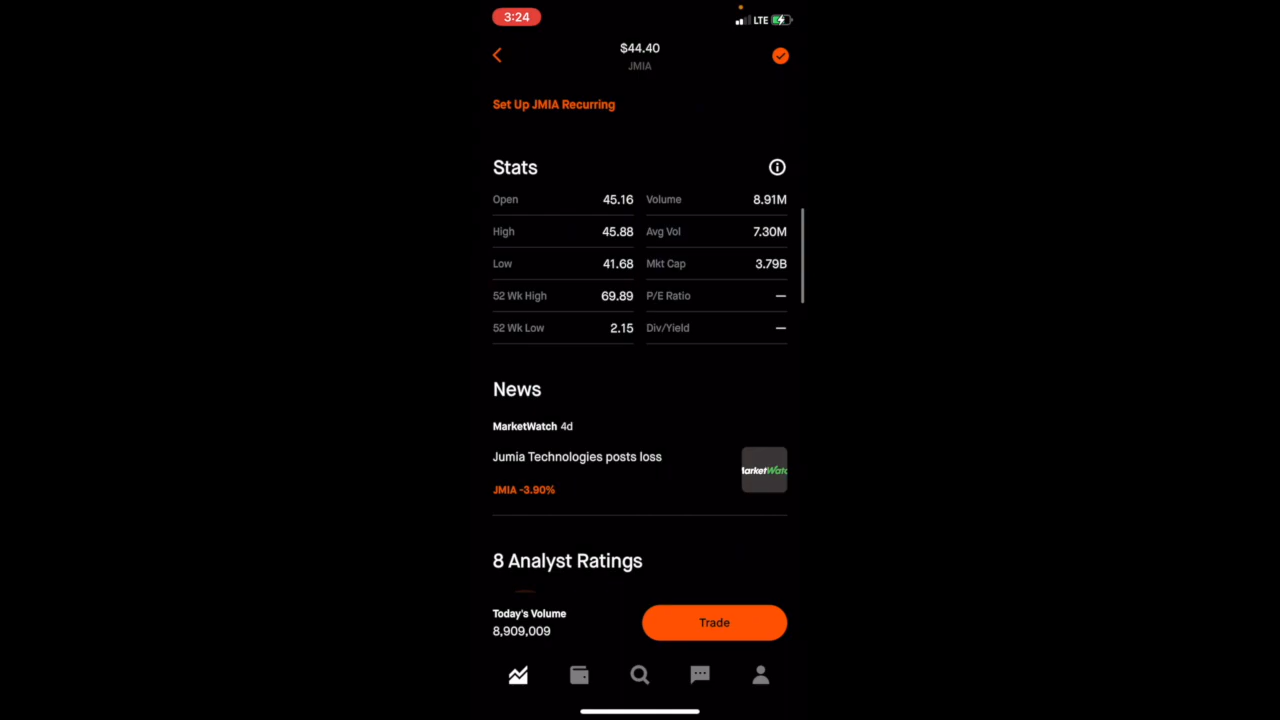 3:24
LTE
$44.40
JMIA
Set Up JMIA Recurring
Stats
Open 45.16 Volume 8.91M
High 45.88 Avg Vol 7.30M
Low 41.68 Mkt Cap 3.79B
52 Wk High 69.89 P/E Ratio —
52 Wk Low 2.15 Div/Yield —
News
MarketWatch 4d
Jumia Technologies posts loss
JMIA -3.90%
8 Analyst Ratings
Today's Volume
8,909,009
Trade